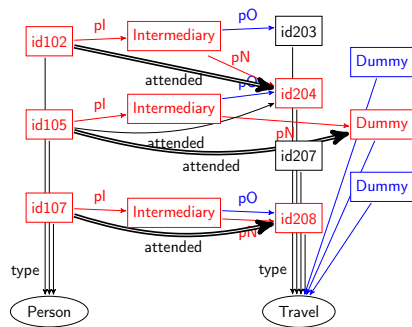 id102
pI
Intermediary
pO
id203
pN
Dummy
attended
pO
id204
id105
pI
Intermediary
pN
Dummy
attended
attended
id207
Dummy
id107
pI
Intermediary
pO
pN
id208
attended
type
type
Person
Travel